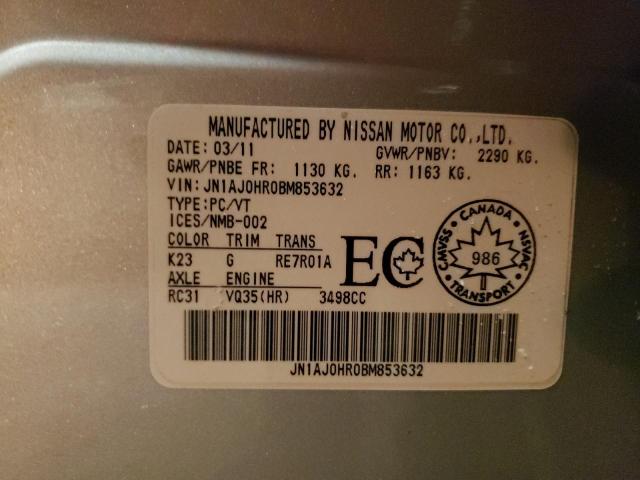 MANUFACTURED BY NISSAN MOTOR CO.,LTD.
DATE: 03/11 GVWR/PNBV: 2290 KG.
GAWR/PNBE FR: 1130 KG. RR: 1163 KG.
VIN: JN1AJ0HR0BM853632
TYPE:PC/VT
ICES/NMB-002
COLOR TRIM TRANS
K23 G RE7R01A
AXLE ENGINE
RC31 VQ35(HR) 3498CC
EC
CANADA
CMVSS NSVAC
986
TRANSPORT
JN1AJ0HR0BM853632